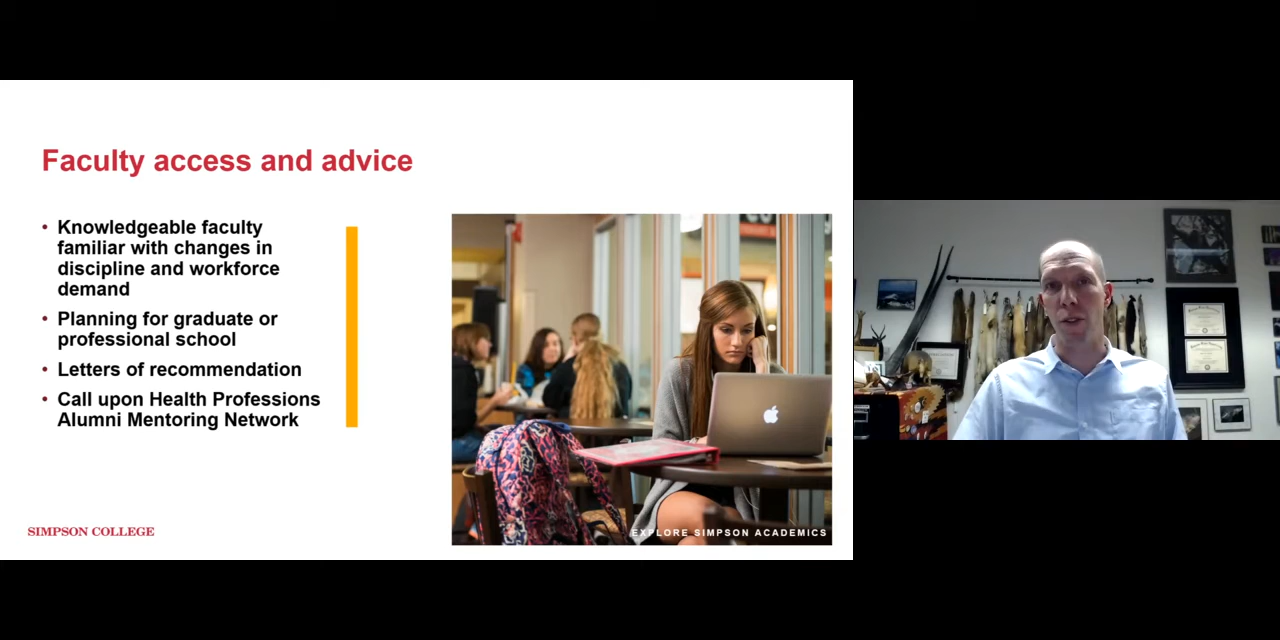 Faculty access and advice
• Knowledgeable faculty
familiar with changes in
discipline and workforce
demand
• Planning for graduate or
professional school
• Letters of recommendation
• Call upon Health Professions
Alumni Mentoring Network
SIMPSON COLLEGE
EXPLORE SIMPSON ACADEMICS